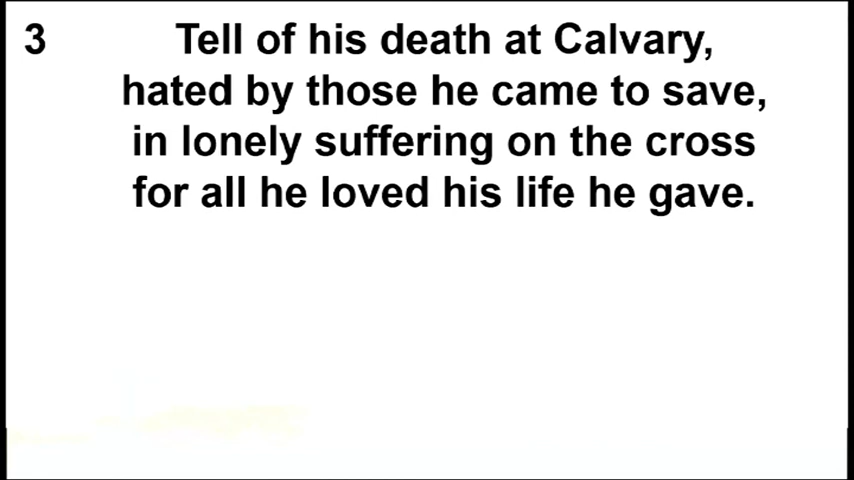 3 Tell of his death at Calvary,
hated by those he came to save,
in lonely suffering on the cross
for all he loved his life he gave.